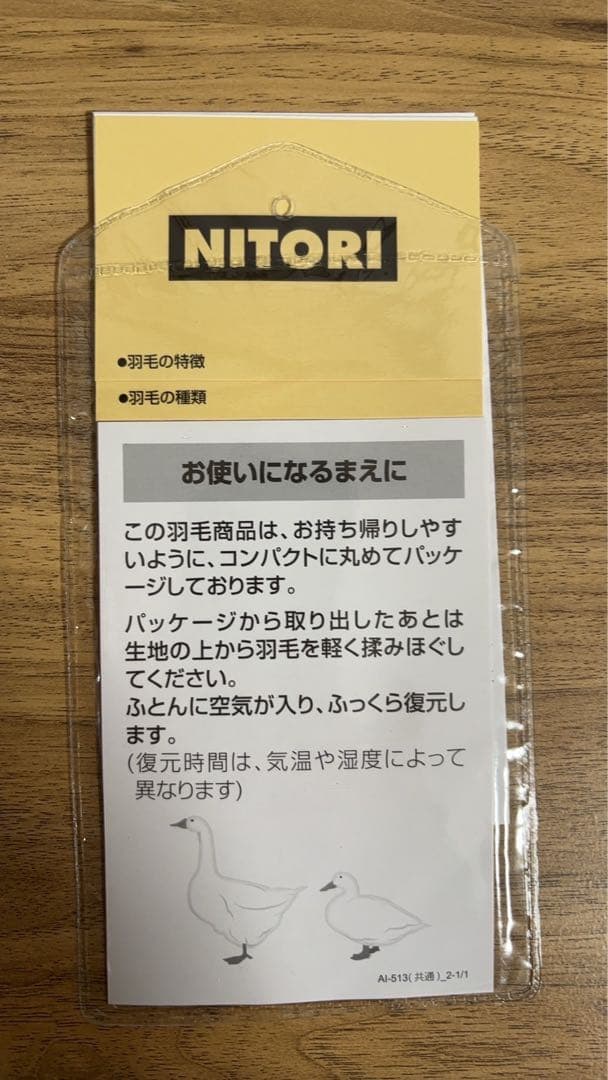 NITORI
●羽毛の特徴
●羽毛の種類
お使いになるまえに
この羽毛商品は、お持ち帰りしやす
いように、コンパクトに丸めてパッケ
ージしております。
パッケージから取り出したあとは
生地の上から羽毛を軽く揉みほぐし
てください。
ふとんに空気が入り、ふっくら復元し
ます。
(復元時間は、気温や湿度によって
異なります)
AI-513(共通)_2-1/1